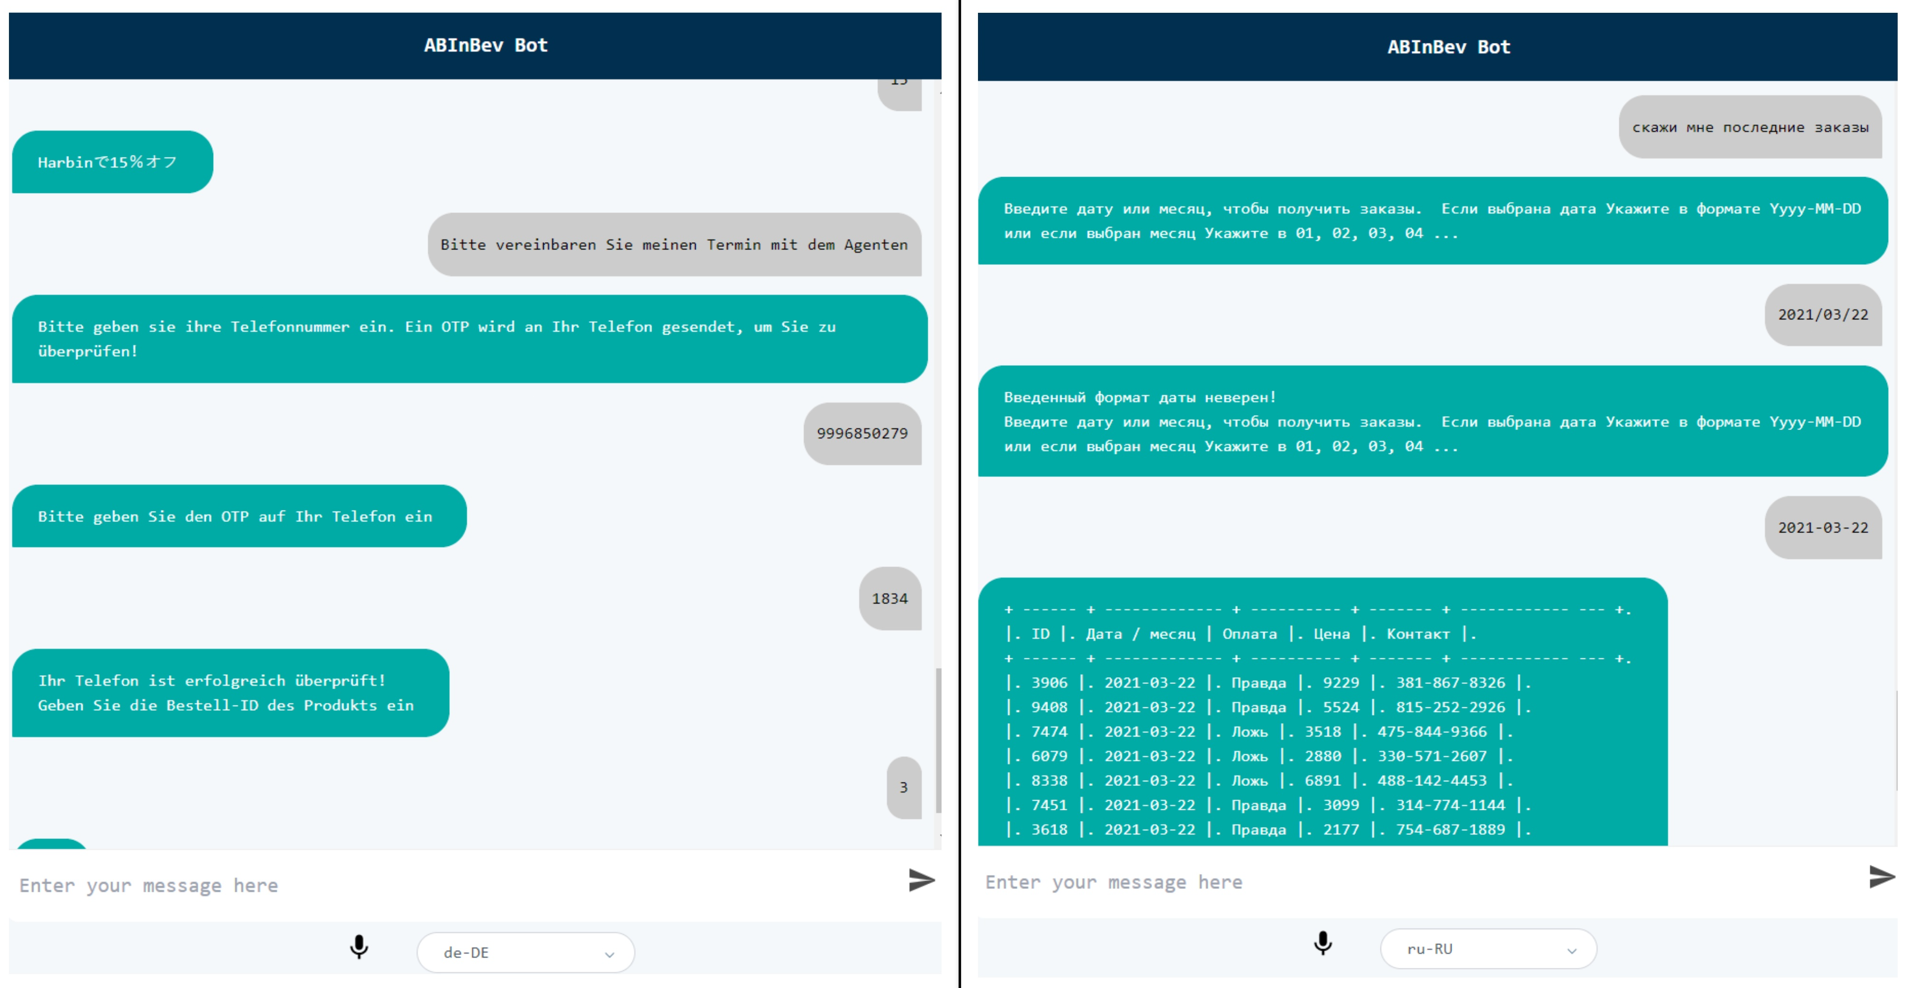 ABInBev Bot
15
Harbinで15%オフ
Bitte vereinbaren Sie meinen Termin mit dem Agenten
Bitte geben sie ihre Telefonnummer ein. Ein OTP wird an Ihr Telefon gesendet, um Sie zu
überprüfen!
9996850279
Bitte geben Sie den OTP auf Ihr Telefon ein
1834
Ihr Telefon ist erfolgreich überprüft!
Geben Sie die Bestell-ID des Produkts ein
3
Enter your message here
de-DE
ABInBev Bot
скажи мне последние заказы
Введите дату или месяц, чтобы получить заказы.  Если выбрана дата Укажите в формате Yyyy-MM-DD
или если выбран месяц Укажите в 01, 02, 03, 04 ...
2021/03/22
Введенный формат даты неверен!
Введите дату или месяц, чтобы получить заказы.  Если выбрана дата Укажите в формате Yyyy-MM-DD
или если выбран месяц Укажите в 01, 02, 03, 04 ...
2021-03-22
+ ------ + ------------- + ---------- + ------- + ------------ --- +.
|. ID |. Дата / месяц | Оплата |. Цена |. Контакт |.
+ ------ + ------------- + ---------- + ------- + ------------ --- +.
|. 3906 |. 2021-03-22 |. Правда |. 9229 |. 381-867-8326 |.
|. 9408 |. 2021-03-22 |. Правда |. 5524 |. 815-252-2926 |.
|. 7474 |. 2021-03-22 |. Ложь |. 3518 |. 475-844-9366 |.
|. 6079 |. 2021-03-22 |. Ложь |. 2880 |. 330-571-2607 |.
|. 8338 |. 2021-03-22 |. Ложь |. 6891 |. 488-142-4453 |.
|. 7451 |. 2021-03-22 |. Правда |. 3099 |. 314-774-1144 |.
|. 3618 |. 2021-03-22 |. Правда |. 2177 |. 754-687-1889 |.
Enter your message here
ru-RU